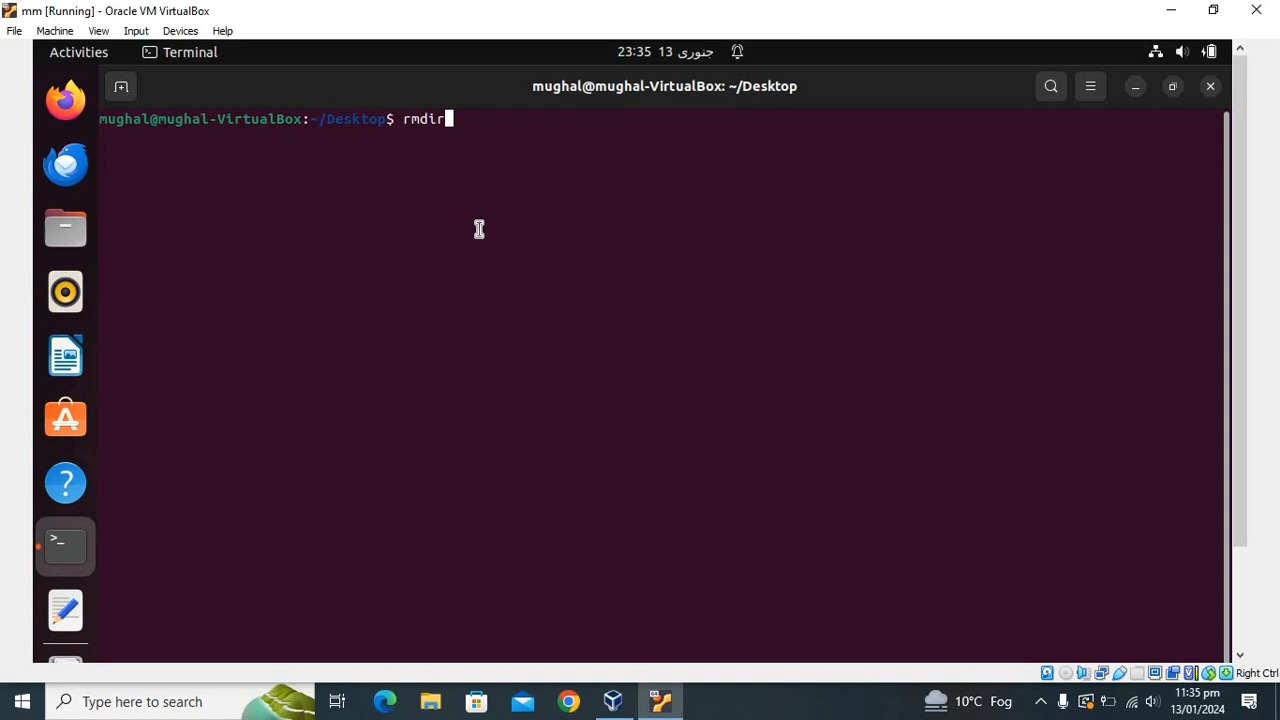 mm [Running] - Oracle VM VirtualBox
File Machine View Input Devices Help
Activities Terminal 23:35 جنوری 13
mughal@mughal-VirtualBox: ~/Desktop
mughal@mughal-VirtualBox:~/Desktop$ rmdir
Right Ctrl
Type here to search 10°C Fog 11:35 pm
13/01/2024